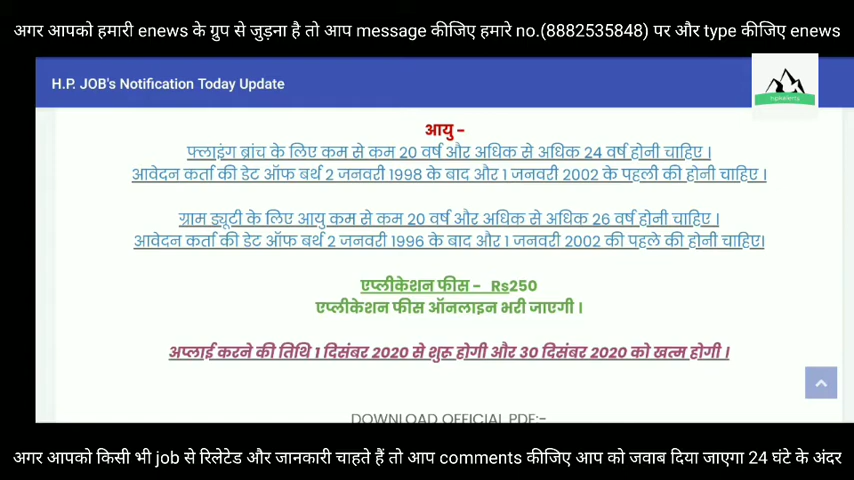 अगर आपको हमारी enews के ग्रुप से जुड़ना है तो आप message कीजिए हमारे no.(8882535848) पर और type कीजिए enews
H.P. JOB's Notification Today Update
आयु -
फ्लाइंग ब्रांच के लिए कम से कम 20 वर्ष और अधिक से अधिक 24 वर्ष होनी चाहिए ।
आवेदन कर्ता की डेट ऑफ बर्थ 2 जनवरी 1998 के बाद और 1 जनवरी 2002 के पहली की होनी चाहिए ।
ग्राम ड्यूटी के लिए आयु कम से कम 20 वर्ष और अधिक से अधिक 26 वर्ष होनी चाहिए ।
आवेदन कर्ता की डेट ऑफ बर्थ 2 जनवरी 1996 के बाद और 1 जनवरी 2002 की पहले की होनी चाहिए।
एप्लीकेशन फीस - Rs250
एप्लीकेशन फीस ऑनलाइन भरी जाएगी ।
अप्लाई करने की तिथि 1 दिसंबर 2020 से शुरू होगी और 30 दिसंबर 2020 को खत्म होगी ।
DOWNLOAD OFFICIAL PDF:-
अगर आपको किसी भी job से रिलेटेड और जानकारी चाहते हैं तो आप comments कीजिए आप को जवाब दिया जाएगा 24 घंटे के अंदर